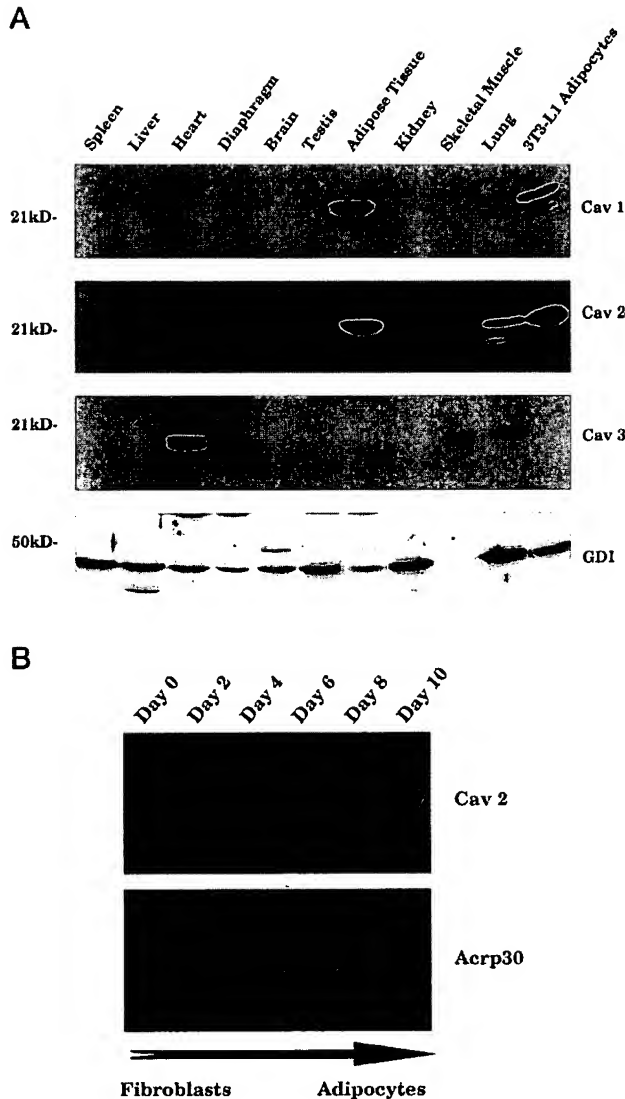 A
Spleen
Liver
Heart
Diaphragm
Brain
Testis
Adipose Tissue
Kidney
Skeletal Muscle
Lung
3T3-L1 Adipocytes
21kD-
Cav 1
21kD-
Cav 2
21kD-
Cav 3
50kD-
GDI
B
Day 0
Day 2
Day 4
Day 6
Day 8
Day 10
Cav 2
Acrp30
Fibroblasts
Adipocytes